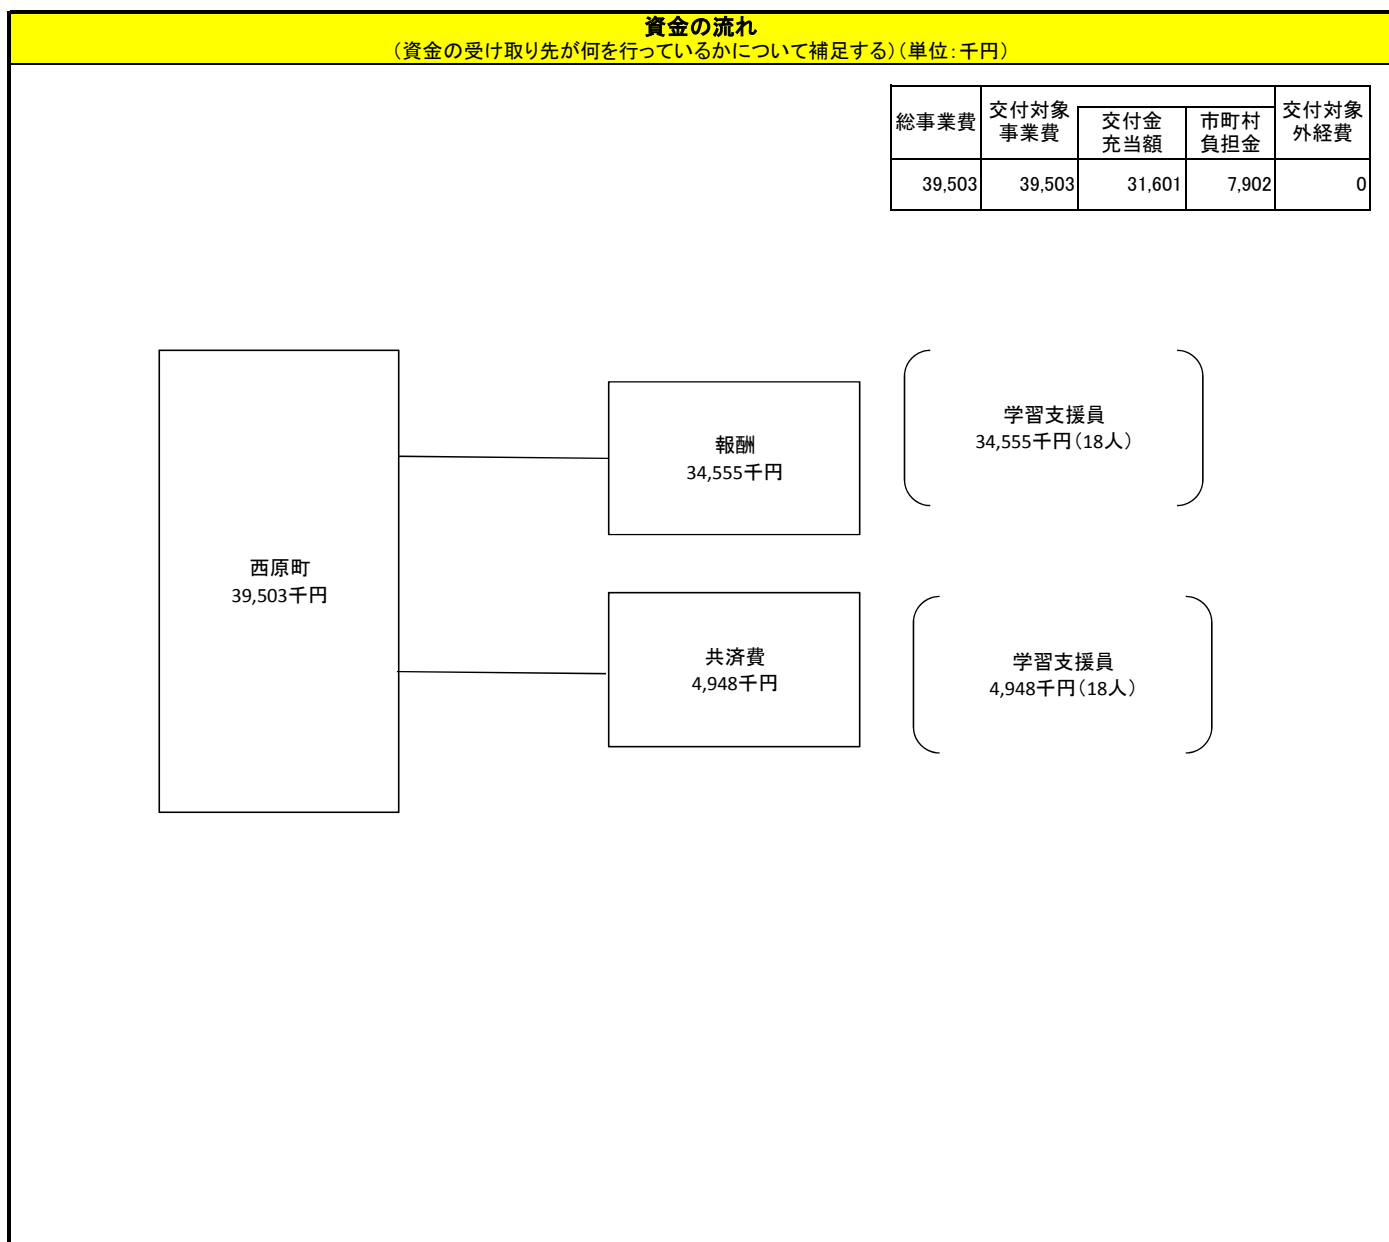 資金の流れ
（資金の受け取り先が何を行っているかについて補足する）（単位：千円）
総事業費
交付対象
事業費
交付金
充当額
市町村
負担金
交付対象
外経費
39,503 39,503 31,601 7,902 0
学習支援員
34,555千円（18人）
報酬
34,555千円
西原町
39,503千円
共済費
4,948千円
学習支援員
4,948千円（18人）